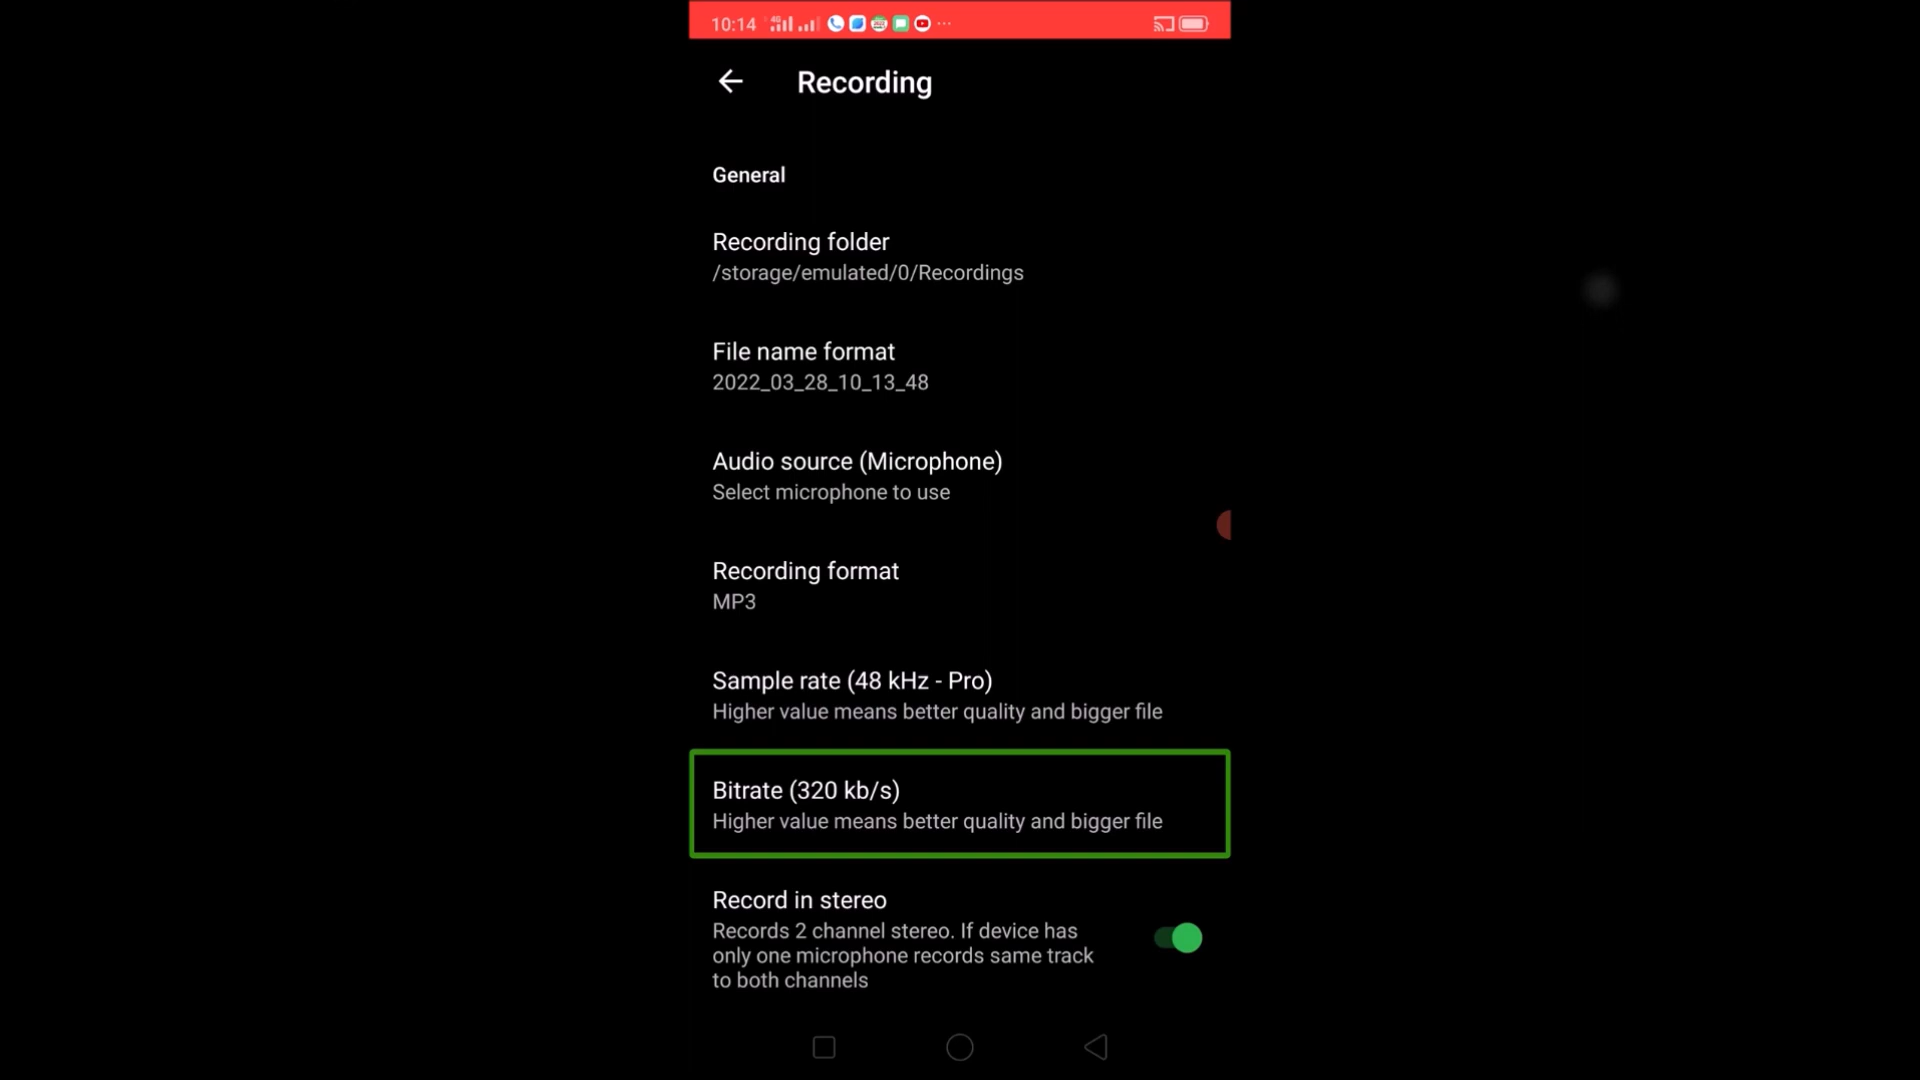 10:14
Recording
General
Recording folder
/storage/emulated/0/Recordings
File name format
2022_03_28_10_13_48
Audio source (Microphone)
Select microphone to use
Recording format
MP3
Sample rate (48 kHz - Pro)
Higher value means better quality and bigger file
Bitrate (320 kb/s)
Higher value means better quality and bigger file
Record in stereo
Records 2 channel stereo. If device has
only one microphone records same track
to both channels